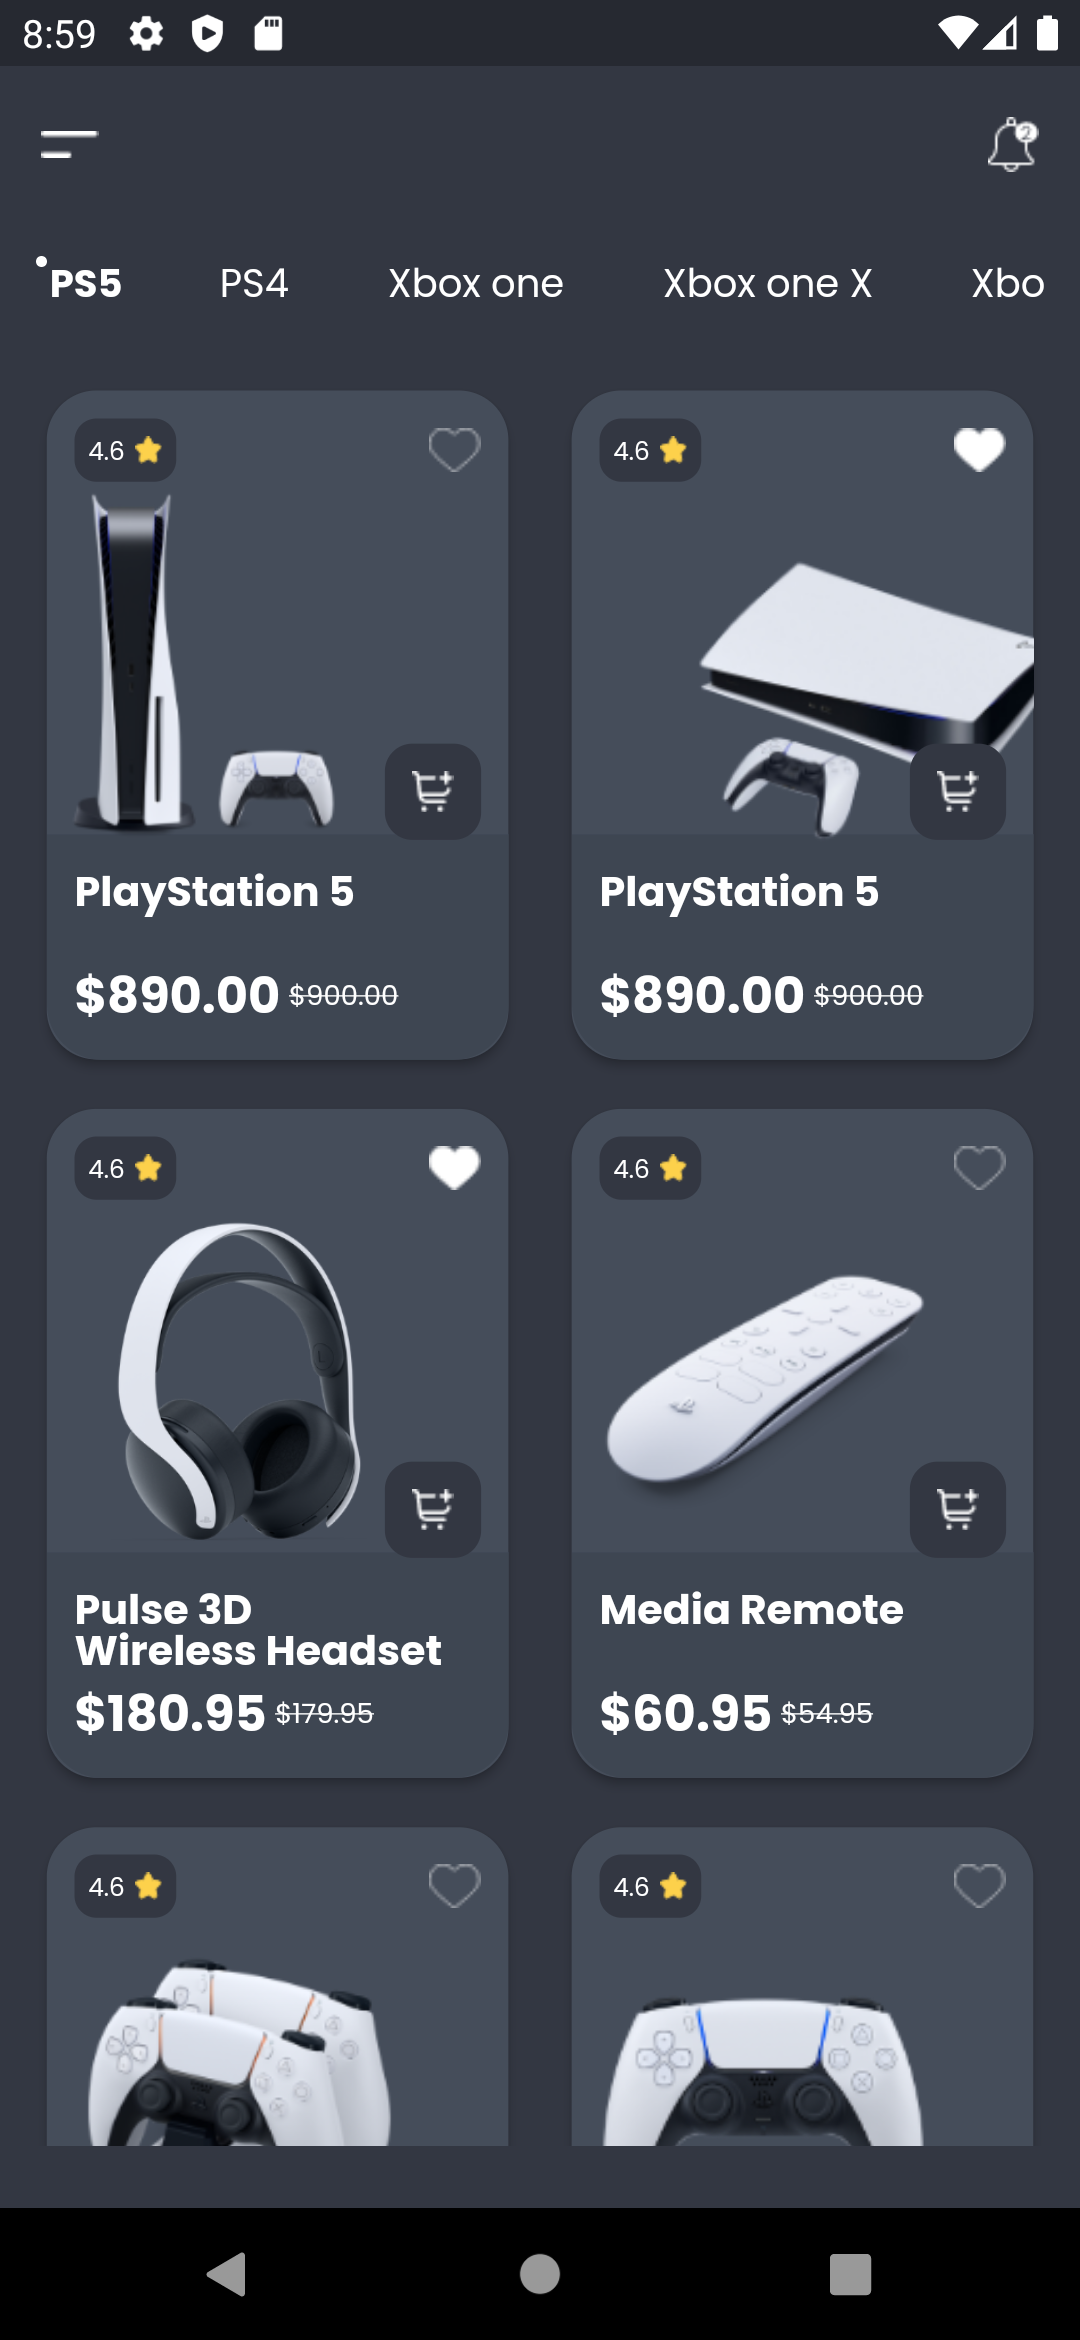 8:59
2
PS5 PS4 Xbox one Xbox one X Xbo
4.6 4.6
PlayStation 5 PlayStation 5
$890.00 $900.00 $890.00 $900.00
4.6 4.6
Pulse 3D Media Remote
Wireless Headset
$180.95 $179.95 $60.95 $54.95
4.6 4.6